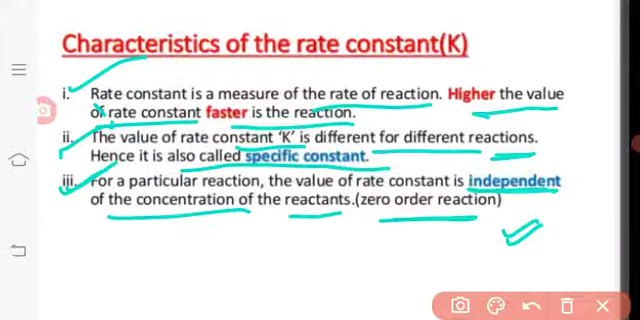 Characteristics of the rate constant(K)
i. Rate constant is a measure of the rate of reaction. Higher the value
of rate constant faster is the reaction.
ii. The value of rate constant ‘K’ is different for different reactions.
Hence it is also called specific constant.
iii. For a particular reaction, the value of rate constant is independent
of the concentration of the reactants.(zero order reaction)